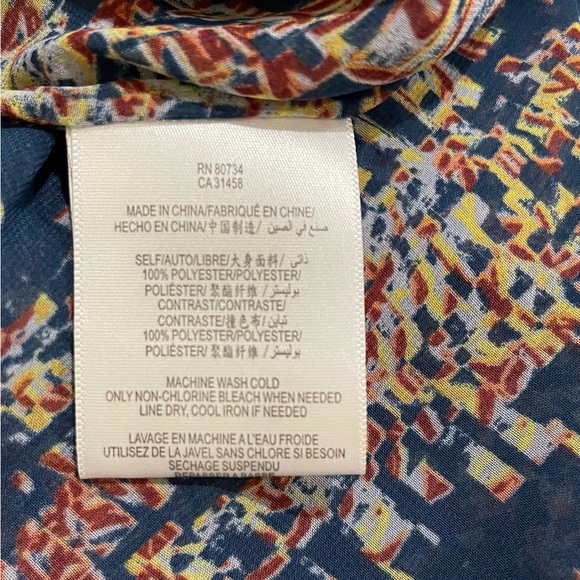 RN 80734
CA 31458
MADE IN CHINA/FABRIQUÉ EN CHINE/
HECHO EN CHINA/中国制造/ صنع في الصين
SELF/AUTO/LIBRE/大身面料/ ذاتي/
100% POLYESTER/POLYESTER/
POLIÉSTER/ 聚酯纤维 /بوليستر/
CONTRAST/CONTRASTE/
CONTRASTE/撞色布/ تباين/
100% POLYESTER/POLYESTER/
POLIÉSTER/ 聚酯纤维 / بوليستر/
MACHINE WASH COLD
ONLY NON-CHLORINE BLEACH WHEN NEEDED
LINE DRY, COOL IRON IF NEEDED
LAVAGE EN MACHINE A L'EAU FROIDE
UTILISEZ DE LA JAVEL SANS CHLORE SI BESOIN
SECHAGE SUSPENDU